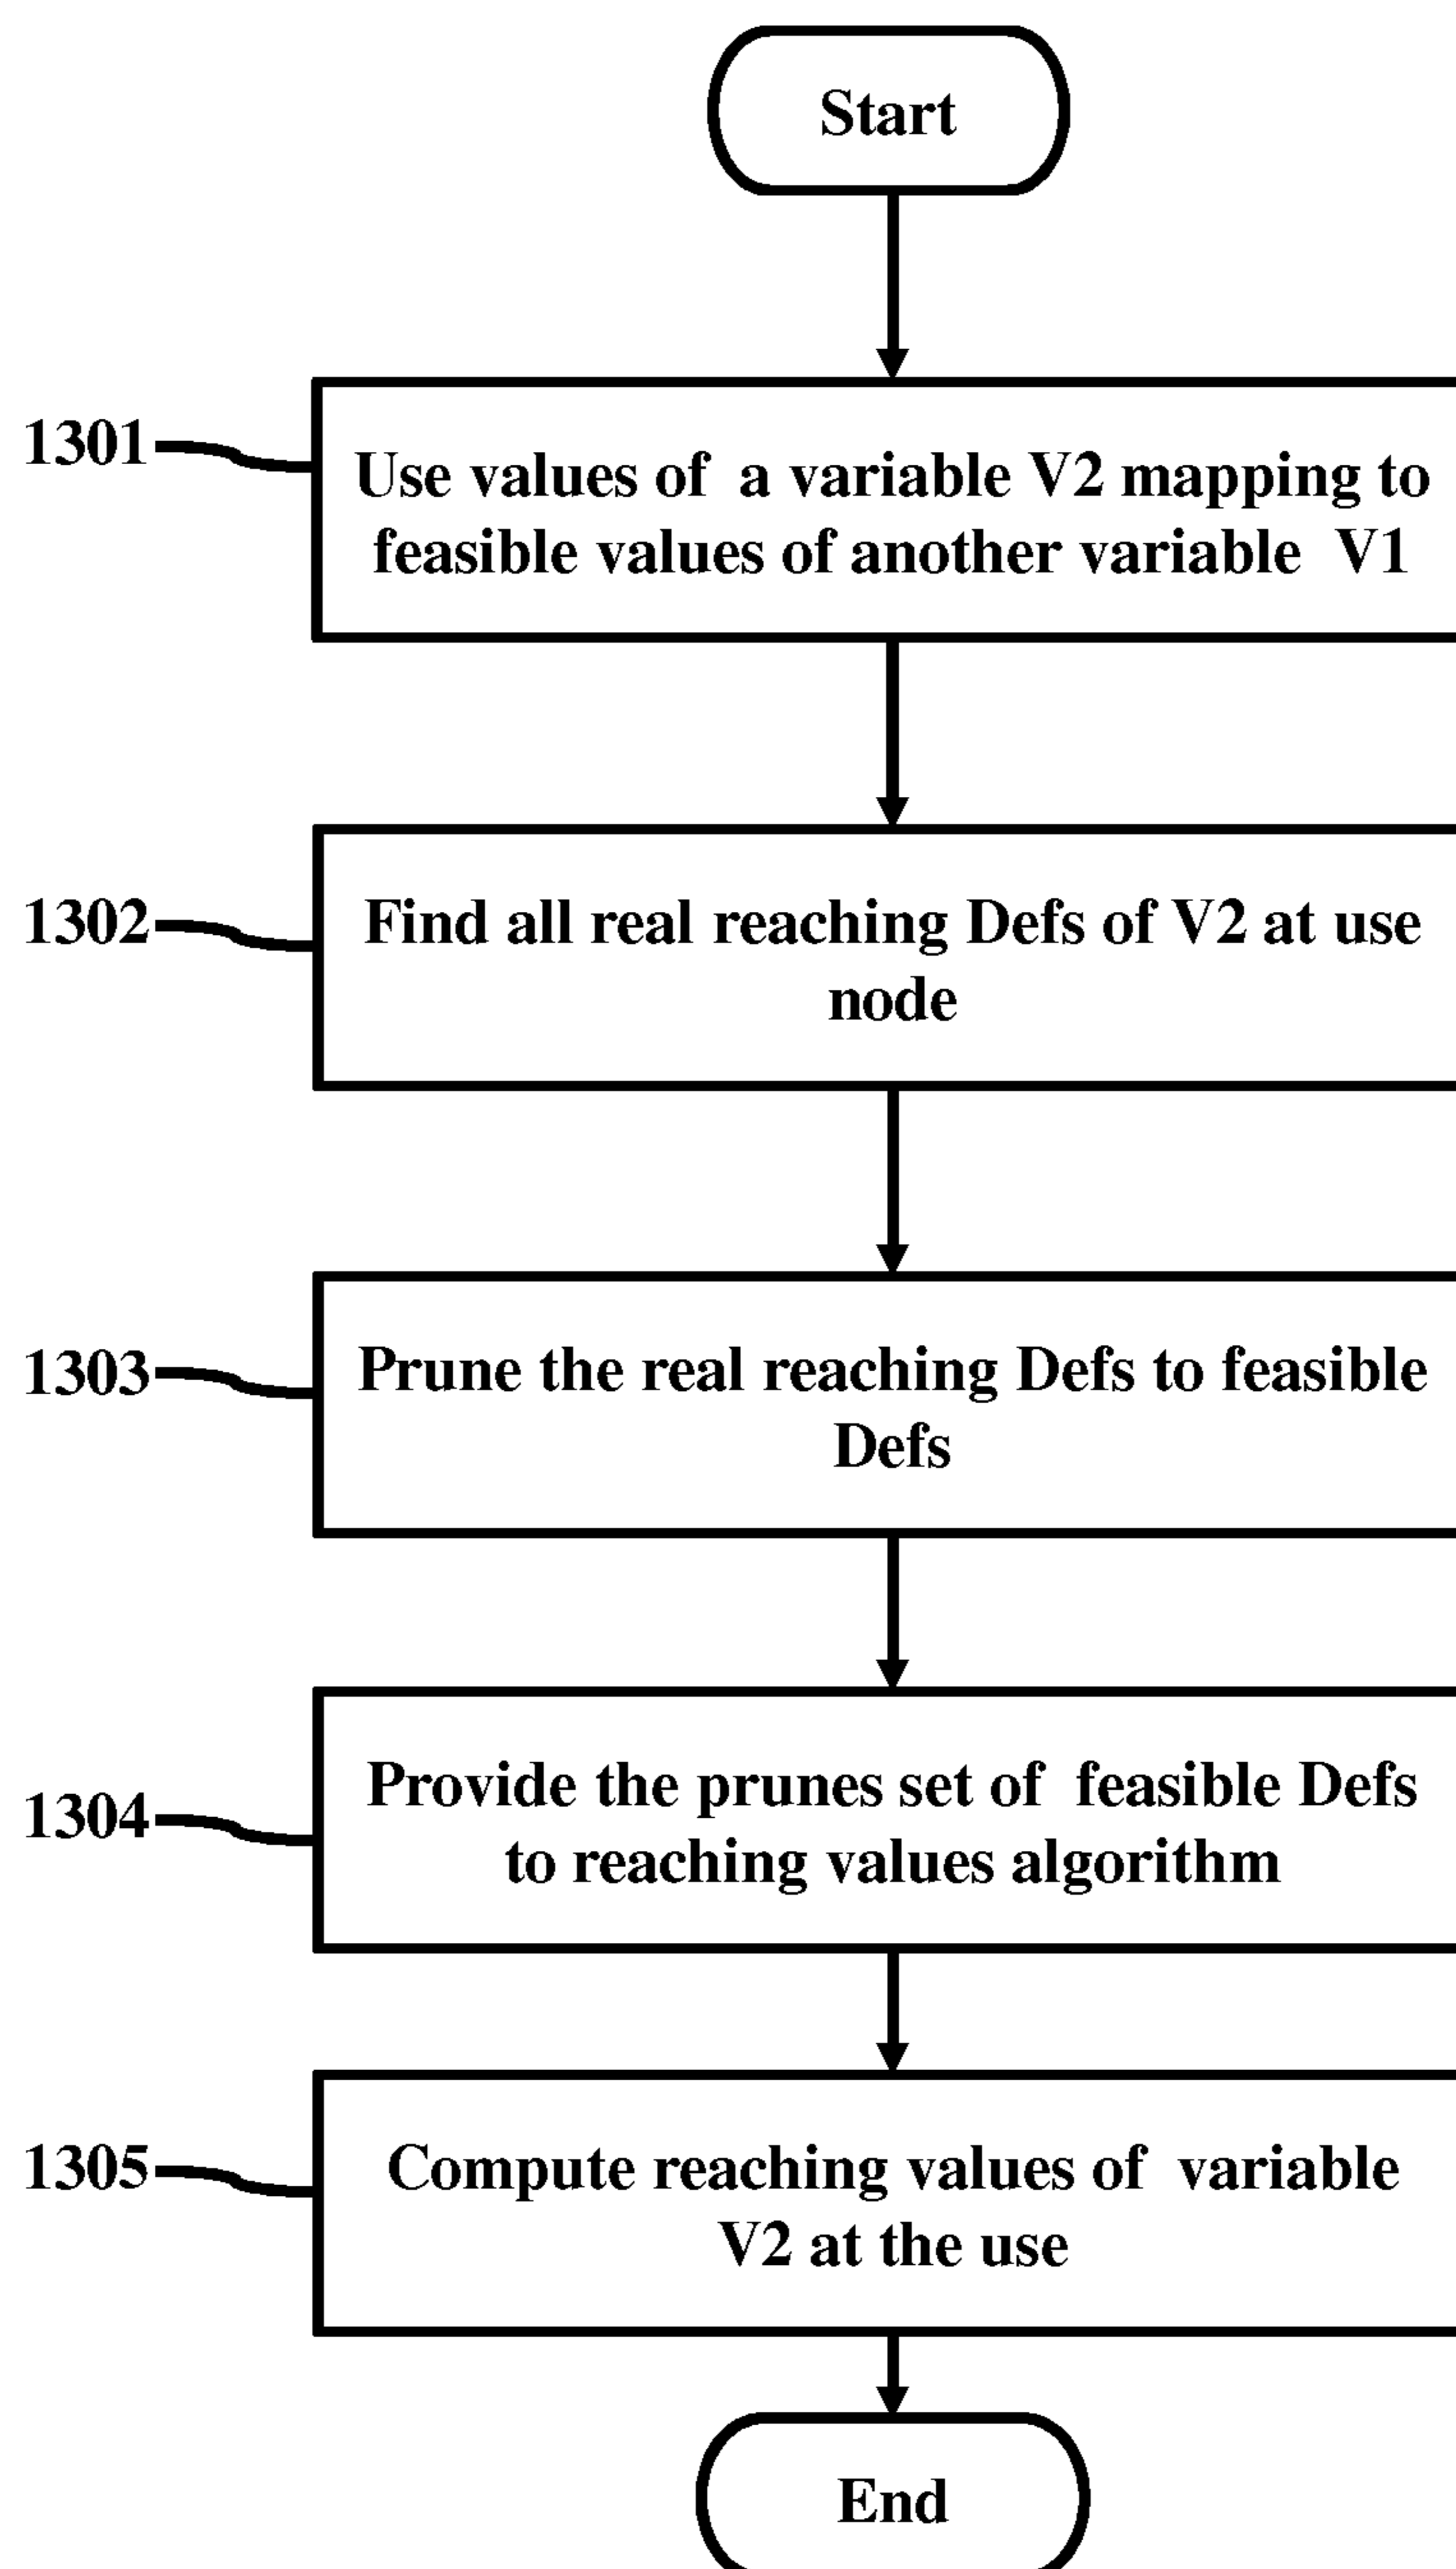 Start
1301
Use values of a variable V2 mapping to
feasible values of another variable V1
1302
Find all real reaching Defs of V2 at use
node
1303
Prune the real reaching Defs to feasible
Defs
1304
Provide the prunes set of feasible Defs
to reaching values algorithm
1305
Compute reaching values of variable
V2 at the use
End